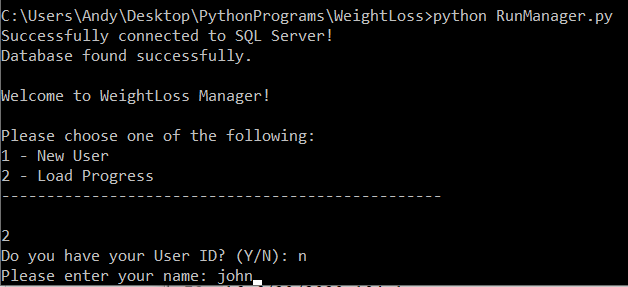 C:\Users\Andy\Desktop\PythonPrograms\WeightLoss>python RunManager.py
Successfully connected to SQL Server!
Database found successfully.
Welcome to WeightLoss Manager!
Please choose one of the following:
1 - New User
2 - Load Progress
-------------------------------------------------
2
Do you have your User ID? (Y/N): n
Please enter your name: john